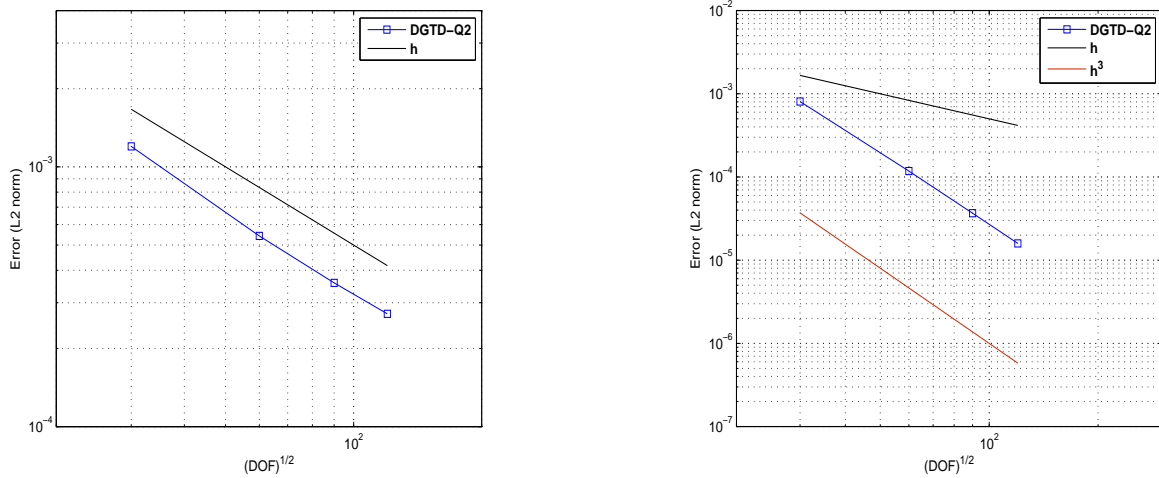 DGTD−Q2
h
10^−3
10^−4
Error (L2 norm)
10^2
(DOF)^1/2
DGTD−Q2
h
h^3
10^−2
10^−3
10^−4
10^−5
10^−6
10^−7
Error (L2 norm)
10^2
(DOF)^1/2